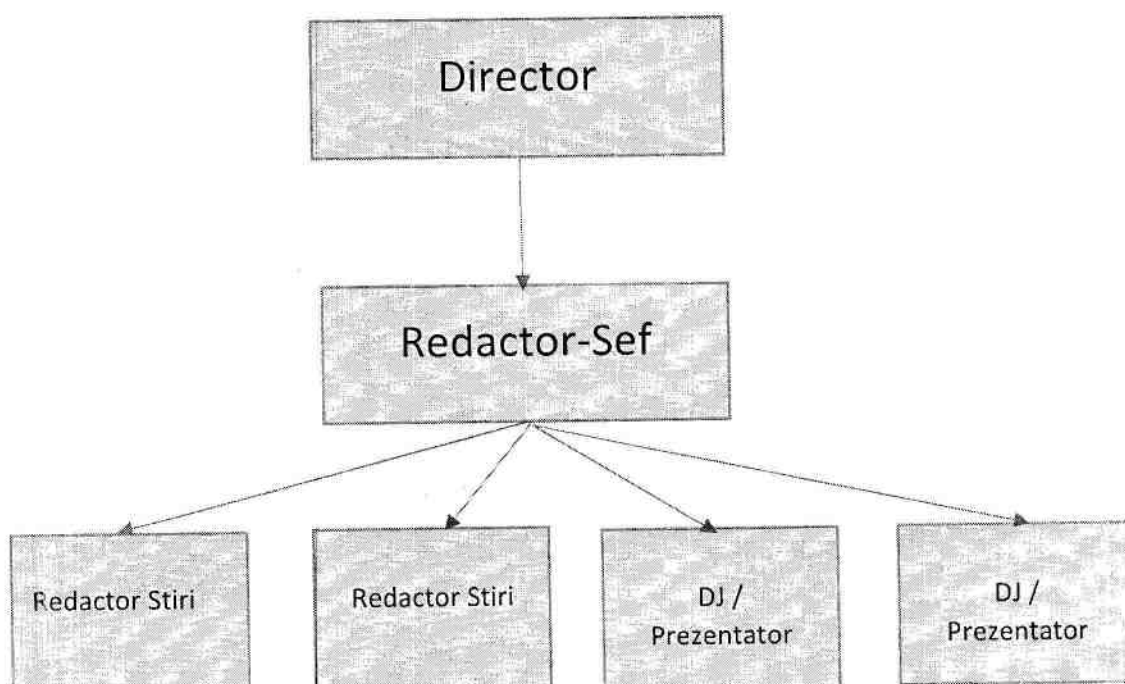 Director
Redactor-Sef
Redactor Stiri
Redactor Stiri
DJ /
Prezentator
DJ /
Prezentator